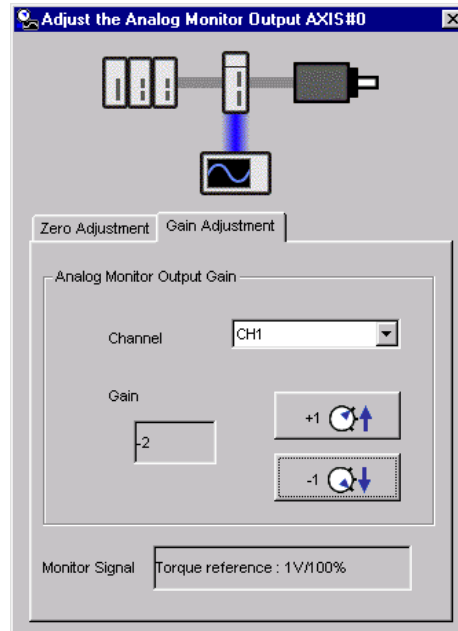 Adjust the Analog Monitor Output AXIS#0
Zero Adjustment Gain Adjustment
Analog Monitor Output Gain
Channel CH1
Gain
+1
-2
-1
Monitor Signal Torque reference : 1V/100%